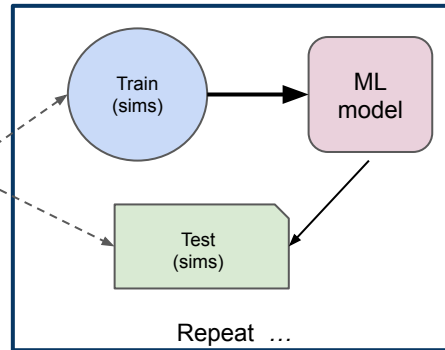 Train
(sims)
ML
model
Test
(sims)
Repeat ...